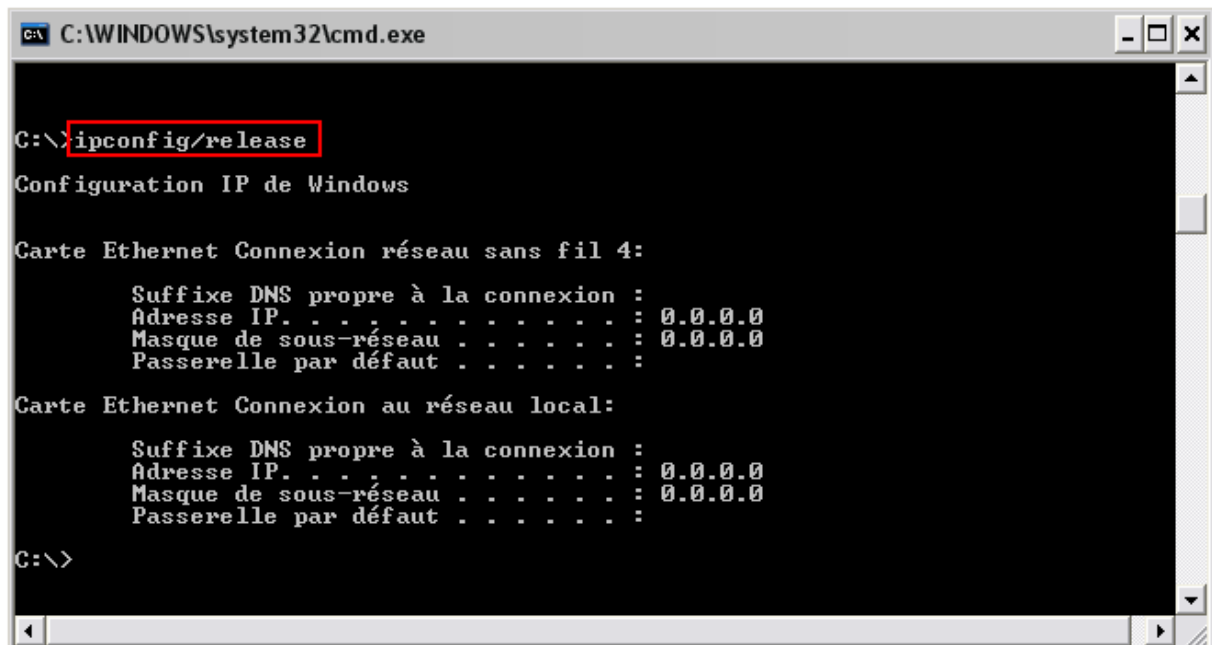 C:\WINDOWS\system32\cmd.exe
C:\>ipconfig/release
Configuration IP de Windows
Carte Ethernet Connexion réseau sans fil 4:
Suffixe DNS propre à la connexion :
Adresse IP. . . . . . . . . . . . : 0.0.0.0
Masque de sous-réseau . . . . . . : 0.0.0.0
Passerelle par défaut . . . . . . :
Carte Ethernet Connexion au réseau local:
Suffixe DNS propre à la connexion :
Adresse IP. . . . . . . . . . . . : 0.0.0.0
Masque de sous-réseau . . . . . . : 0.0.0.0
Passerelle par défaut . . . . . . :
C:\>